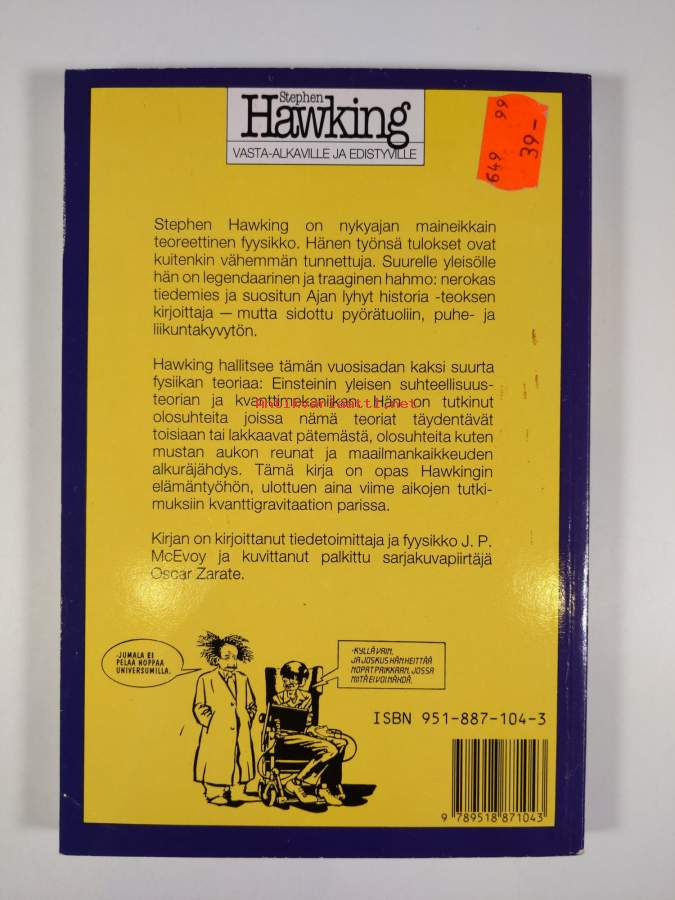 Stephen
Hawking
VASTA-ALKAVILLE JA EDISTYVILLE
649 99
39-
Stephen Hawking on nykyajan maineikkain
teoreettinen fyysikko. Hänen työnsä tulokset ovat
kuitenkin vähemmän tunnettuja. Suurelle yleisölle
hän on legendaarinen ja traaginen hahmo: nerokas
tiedemies ja suositun Ajan lyhyt historia -teoksen
kirjoittaja — mutta sidottu pyörätuoliin, puhe- ja
liikuntakyvytön.
Hawking hallitsee tämän vuosisadan kaksi suurta
fysiikan teoriaa: Einsteinin yleisen suhteellisuus-
teorian ja kvanttimekaniikan. Hän on tutkinut
Antikvariaatti.net
olosuhteita joissa nämä teoriat täydentävät
toisiaan tai lakkaavat pätemästä, olosuhteita kuten
mustan aukon reunat ja maailmankaikkeuden
alkuräjähdys. Tämä kirja on opas Hawkingin
elämäntyöhön, ulottuen aina viime aikojen tutki-
muksiin kvanttigravitaation parissa.
Kirjan on kirjoittanut tiedetoimittaja ja fyysikko J. P.
McEvoy ja kuvittanut palkittu sarjakuvapiirtäjä
Oscar Zarate.
-JUMALA EI
PELAA NOPPAA
UNIVERSUMILLA.
-KYLLÄ VAIN,
JA JOSKUS HÄN HEITTÄÄ
NOPAT PAIKKAAN, JOSSA
NIITÄ EI VOI NÄHDÄ.
ISBN 951-887-104-3
9 789518 871043